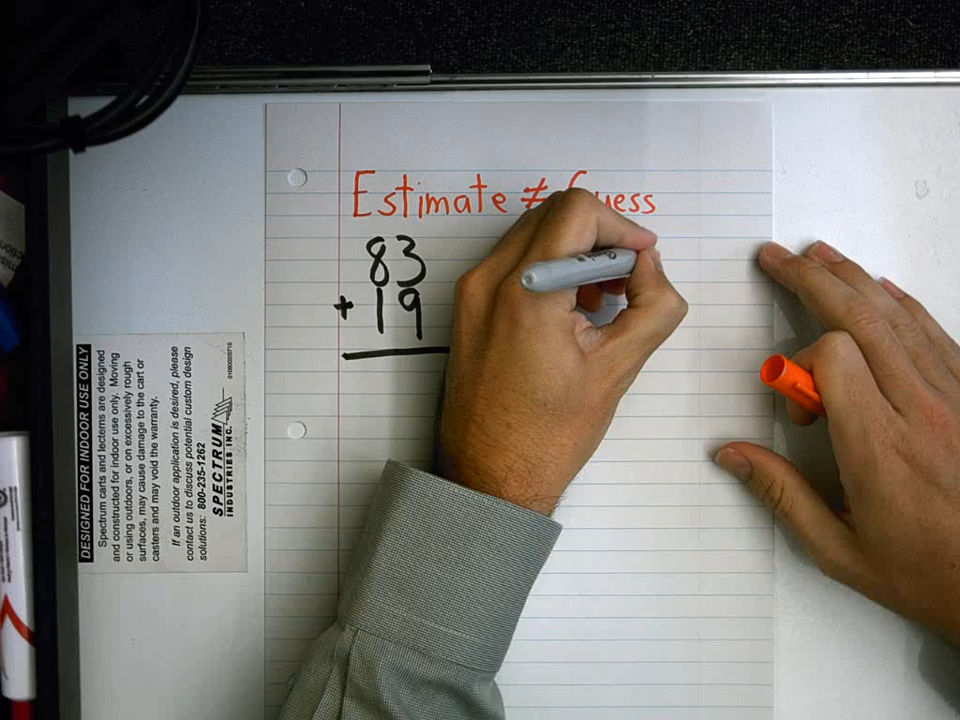 Estimate ≠ Guess
83
+ 19
DESIGNED FOR INDOOR USE ONLY
Spectrum carts and lecterns are designed
and constructed for indoor use only. Moving
or using outdoors, or on excessively rough
surfaces, may cause damage to the cart or
casters and may void the warranty.
If an outdoor application is desired, please
contact us to discuss potential custom design
solutions: 800-235-1262
SPECTRUM
INDUSTRIES INC.